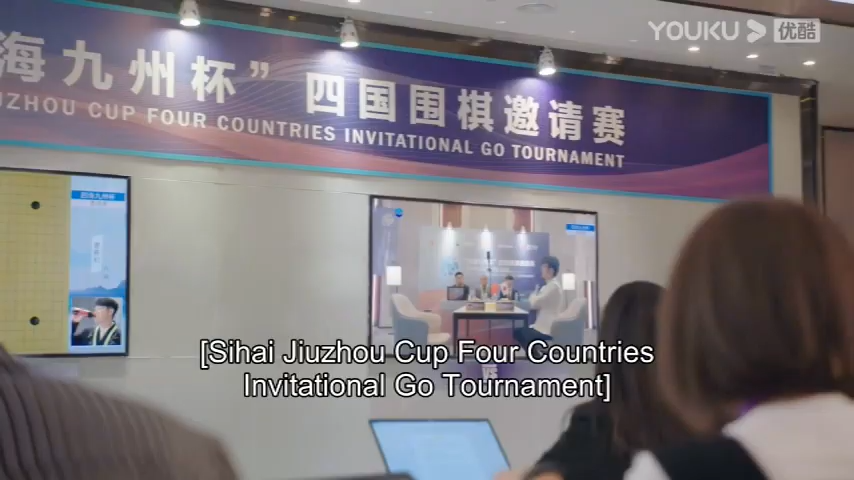 YOUKU 优酷
海九州杯”四国围棋邀请赛
UZHOU CUP FOUR COUNTRIES INVITATIONAL GO TOURNAMENT
[Sihai Jiuzhou Cup Four Countries
Invitational Go Tournament]